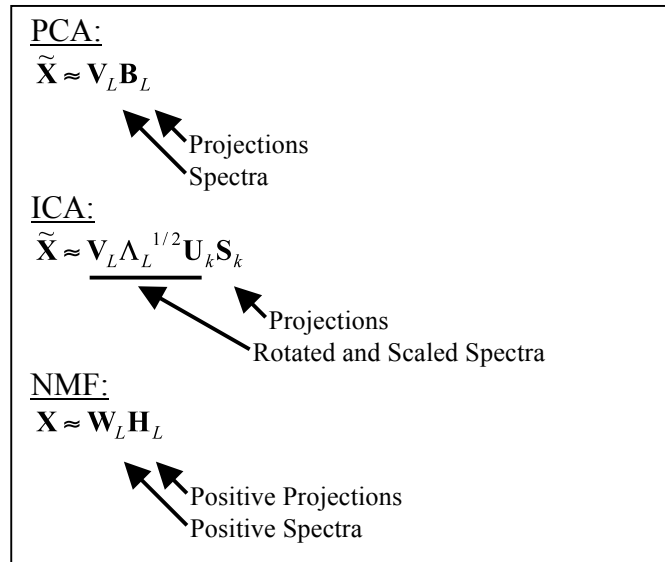 PCA:
X̃ ≈ V_L B_L
Projections
Spectra
ICA:
X̃ ≈ V_L Λ_L^{1/2} U_k S_k
Projections
Rotated and Scaled Spectra
NMF:
X ≈ W_L H_L
Positive Projections
Positive Spectra